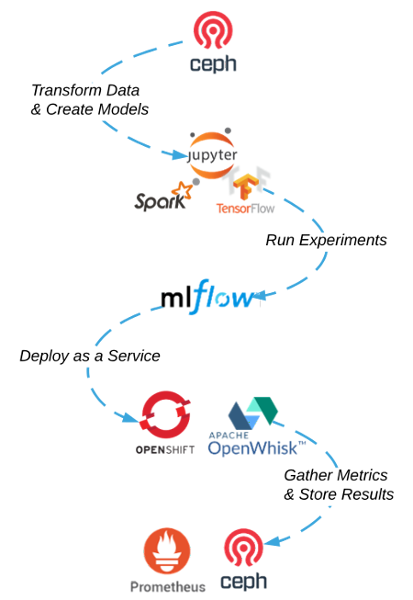 ceph
Transform Data
& Create Models
jupyter
Spark
TensorFlow
Run Experiments
mlflow
Deploy as a Service
OPENSHIFT
APACHE
OpenWhisk™
Gather Metrics
& Store Results
Prometheus
ceph